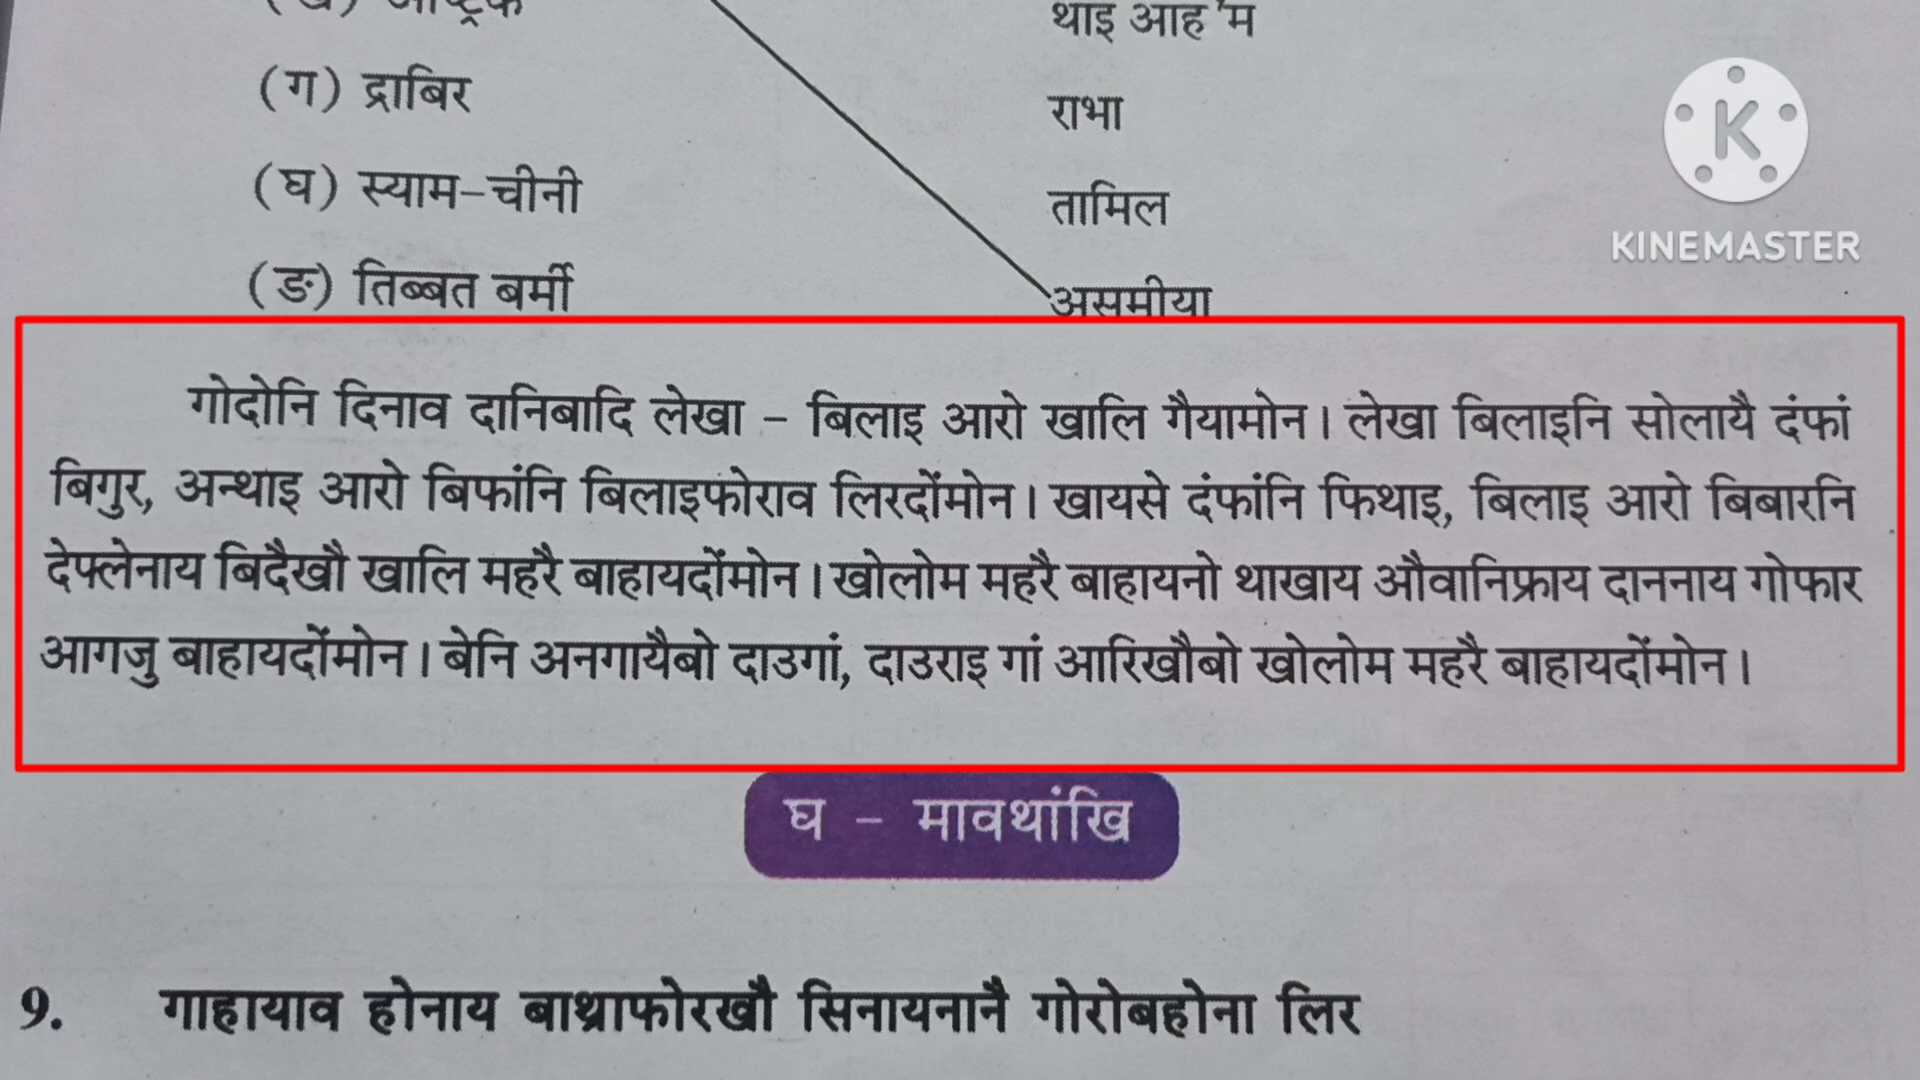 थाइ आह'म
(ग) द्राबिर
राभा
(घ) स्याम-चीनी
तामिल
(ङ) तिब्बत बर्मी
असमीया
KINEMASTER
गोदोनि दिनाव दानिबादि लेखा - बिलाइ आरो खालि गैयामोन। लेखा बिलाइनि सोलायै दंफां
बिगुर, अन्थाइ आरो बिफांनि बिलाइफोराव लिरदोंमोन। खायसे दंफांनि फिथाइ, बिलाइ आरो बिबारनि
देफ्लेनाय बिदैखौ खालि महरै बाहायदोंमोन। खोलोम महरै बाहायनो थाखाय औवानिफ्राय दाननाय गोफार
आगजु बाहायदोंमोन। बेनि अनगायैबो दाउगां, दाउराइ गां आरिखौबो खोलोम महरै बाहायदोंमोन।
घ - मावथांखि
9. गाहायाव होनाय बाथ्राफोरखौ सिनायनानै गोरोबहोना लिर